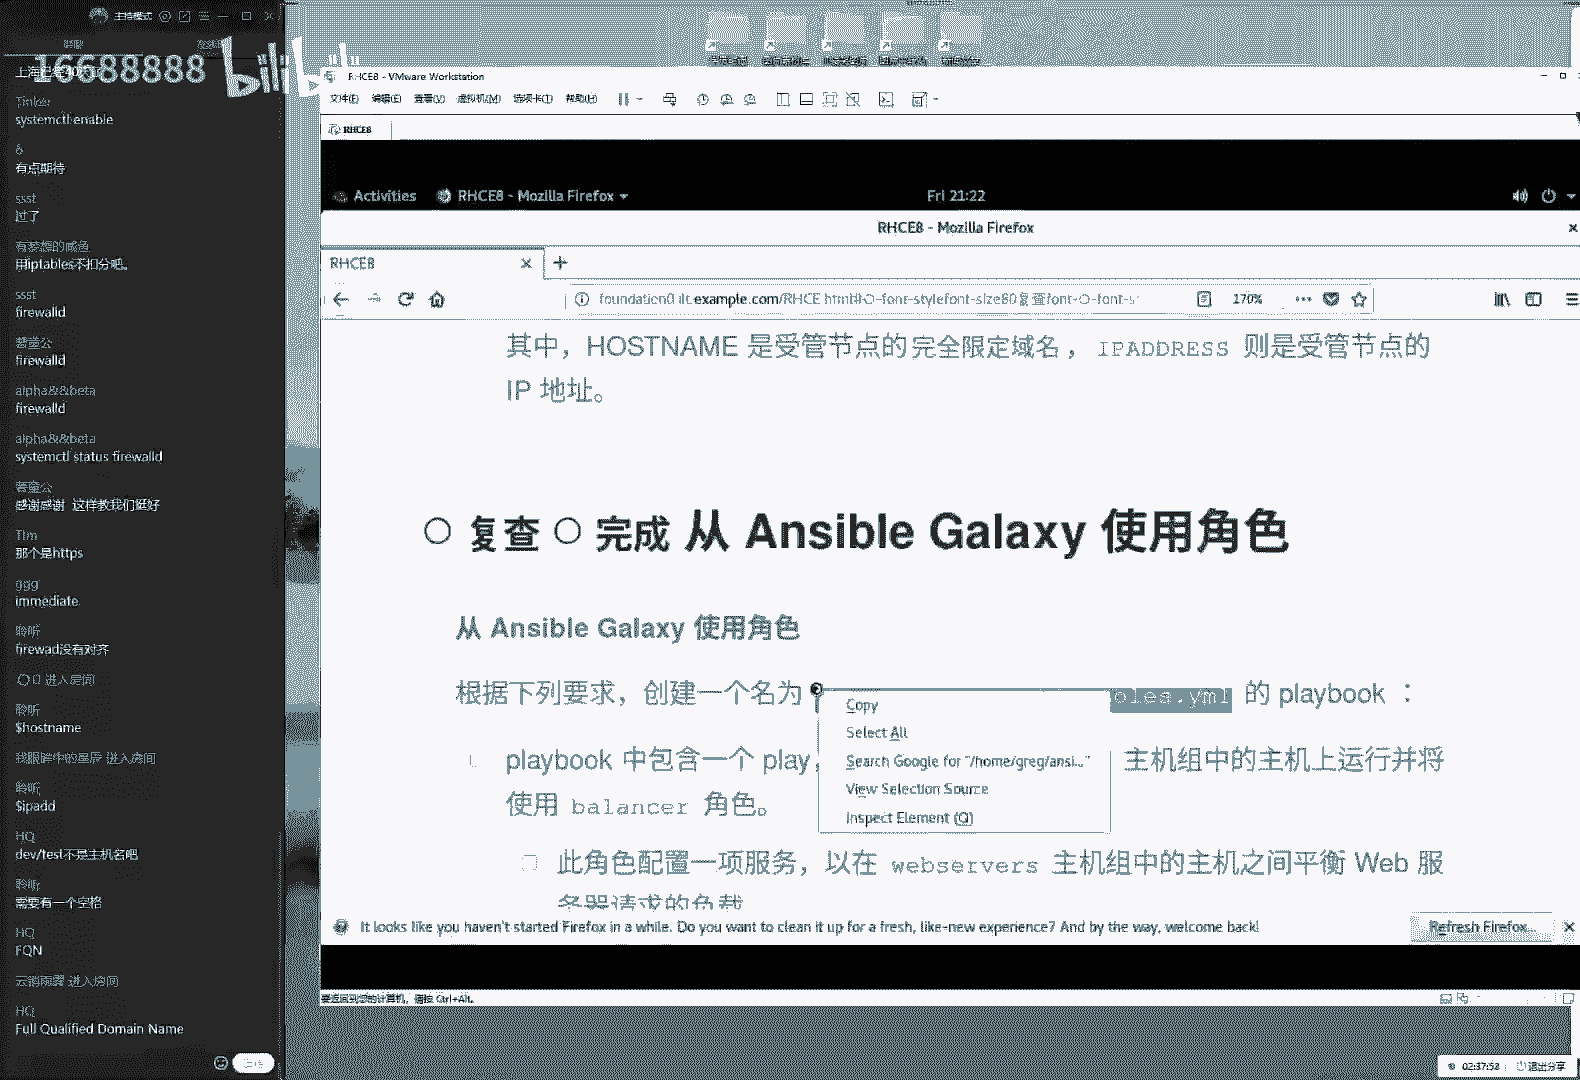 主持模式
16688888
bilibili
Tinker
systemctl enable
6
有点期待
ssst
过了
有梦想的咸鱼
用iptables不扣分吧。
ssst
firewalld
薯童公
firewalld
alpha&&beta
firewalld
alpha&&beta
systemctl status firewalld
薯童公
感谢感谢 这样教我们挺好
Tim
那个是https
ggg
immediate
聆听
firewad没有对齐
进入房间
聆听
$hostname
我眼眸中的星辰 进入房间
聆听
$ipadd
HQ
dev/test不是主机名吧
聆听
需要有一个空格
HQ
FQN
云销雨霁 进入房间
HQ
Full Qualified Domain Name
RHCE8 - VMware Workstation
文件(F) 编辑(E) 查看(V) 虚拟机(M) 选项卡(T) 帮助(H)
RHCE8
Activities RHCE8 - Mozilla Firefox Fri 21:22
RHCE8 - Mozilla Firefox
RHCE8
foundation0.ilt.example.com/RHCE.html#O-font-stylefont-size80复查font-O-font-s
170%
其中，HOSTNAME 是受管节点的完全限定域名， IPADDRESS 则是受管节点的
IP 地址。
复查 完成 从 Ansible Galaxy 使用角色
从 Ansible Galaxy 使用角色
根据下列要求，创建一个名为 oles.yml 的 playbook ：
Copy
Select All
Search Google for "/home/greg/ansi..."
View Selection Source
Inspect Element (Q)
playbook 中包含一个 play， 主机组中的主机上运行并将
使用 balancer 角色。
此角色配置一项服务，以在 webservers 主机组中的主机之间平衡 Web 服
务器请求的负载
It looks like you haven't started Firefox in a while. Do you want to clean it up for a fresh, like-new experience? And by the way, welcome back!
Refresh Firefox...
要返回到您的计算机，请按 Ctrl+Alt。
02:37:58 退出分享